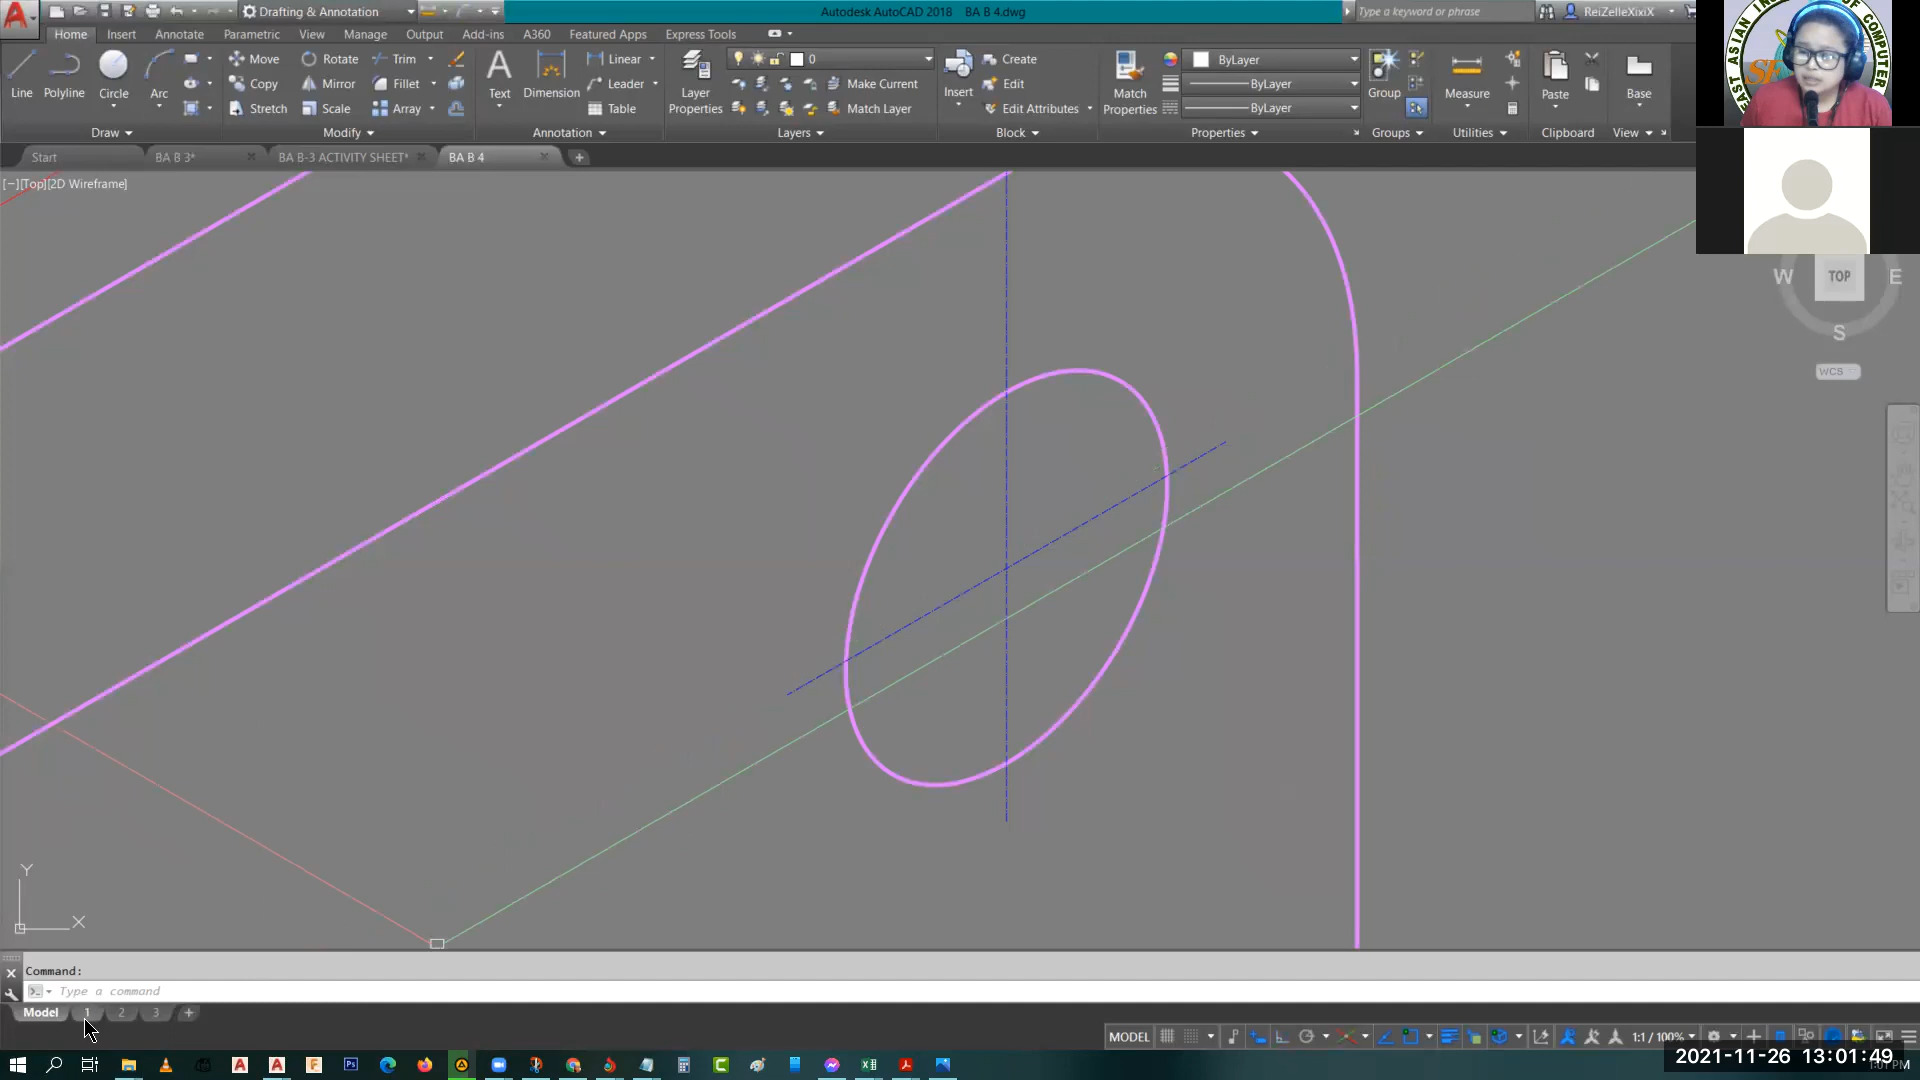 Drafting & Annotation
Autodesk AutoCAD 2018 BA B 4.dwg
Type a keyword or phrase
ReiZelleXixiX
Home Insert Annotate Parametric View Manage Output Add-ins A360 Featured Apps Express Tools
Line Polyline Circle Arc
Move Rotate Trim
Copy Mirror Fillet
Stretch Scale Array
Text Dimension
Linear
Leader
Table
Layer Properties
0
Make Current
Match Layer
Insert
Create
Edit
Edit Attributes
Match Properties
ByLayer
ByLayer
ByLayer
Group Measure Paste Base
Draw Modify Annotation Layers Block Properties Groups Utilities Clipboard View
Start BA B 3* BA B-3 ACTIVITY SHEET* BA B 4
[−][Top][2D Wireframe]
EAST ASIAN OF COMPUTER
W TOP E
S
WCS
Y
X
Command:
Type a command
Model 1 2 3 +
MODEL
1:1 / 100%
2021-11-26 13:01:49